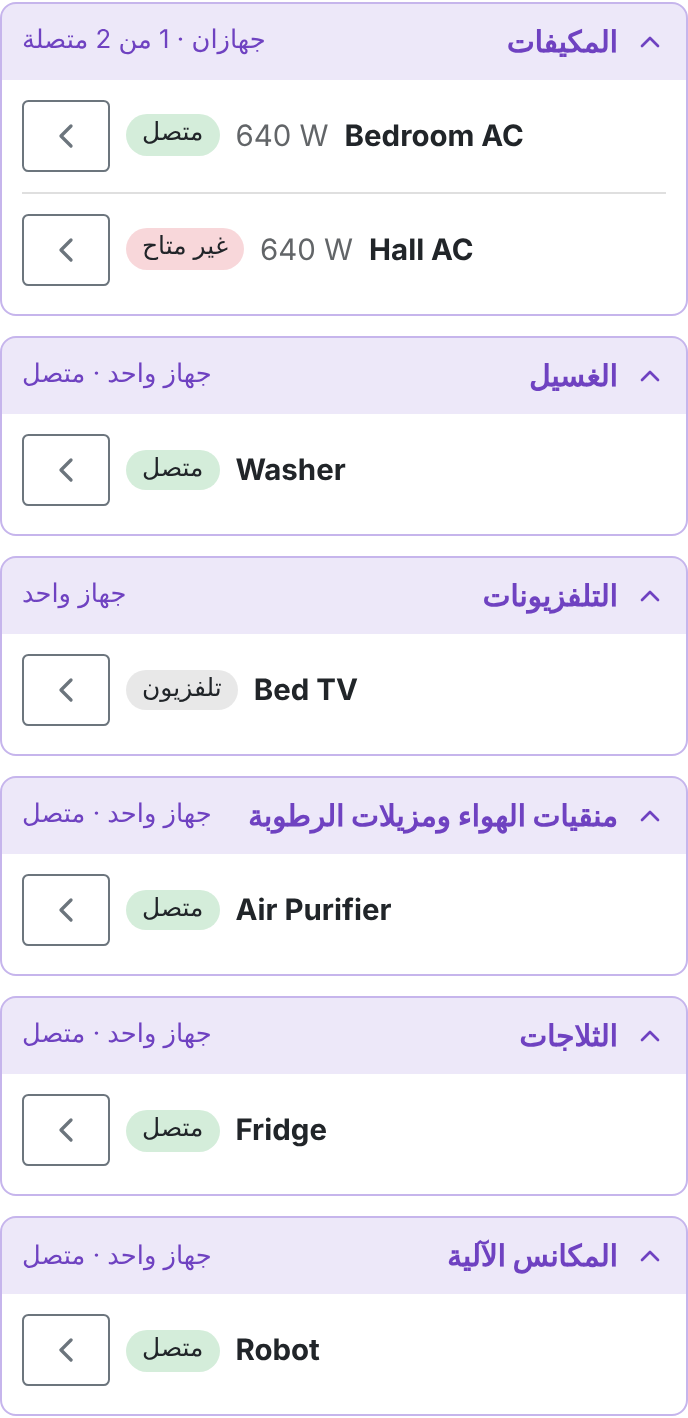 المكيفات جهازان · 1 من 2 متصلة
Bedroom AC 640 W متصل
Hall AC 640 W غير متاح
الغسيل جهاز واحد · متصل
Washer متصل
التلفزيونات جهاز واحد
Bed TV تلفزيون
منقيات الهواء ومزيلات الرطوبة جهاز واحد · متصل
Air Purifier متصل
الثلاجات جهاز واحد · متصل
Fridge متصل
المكانس الآلية جهاز واحد · متصل
Robot متصل